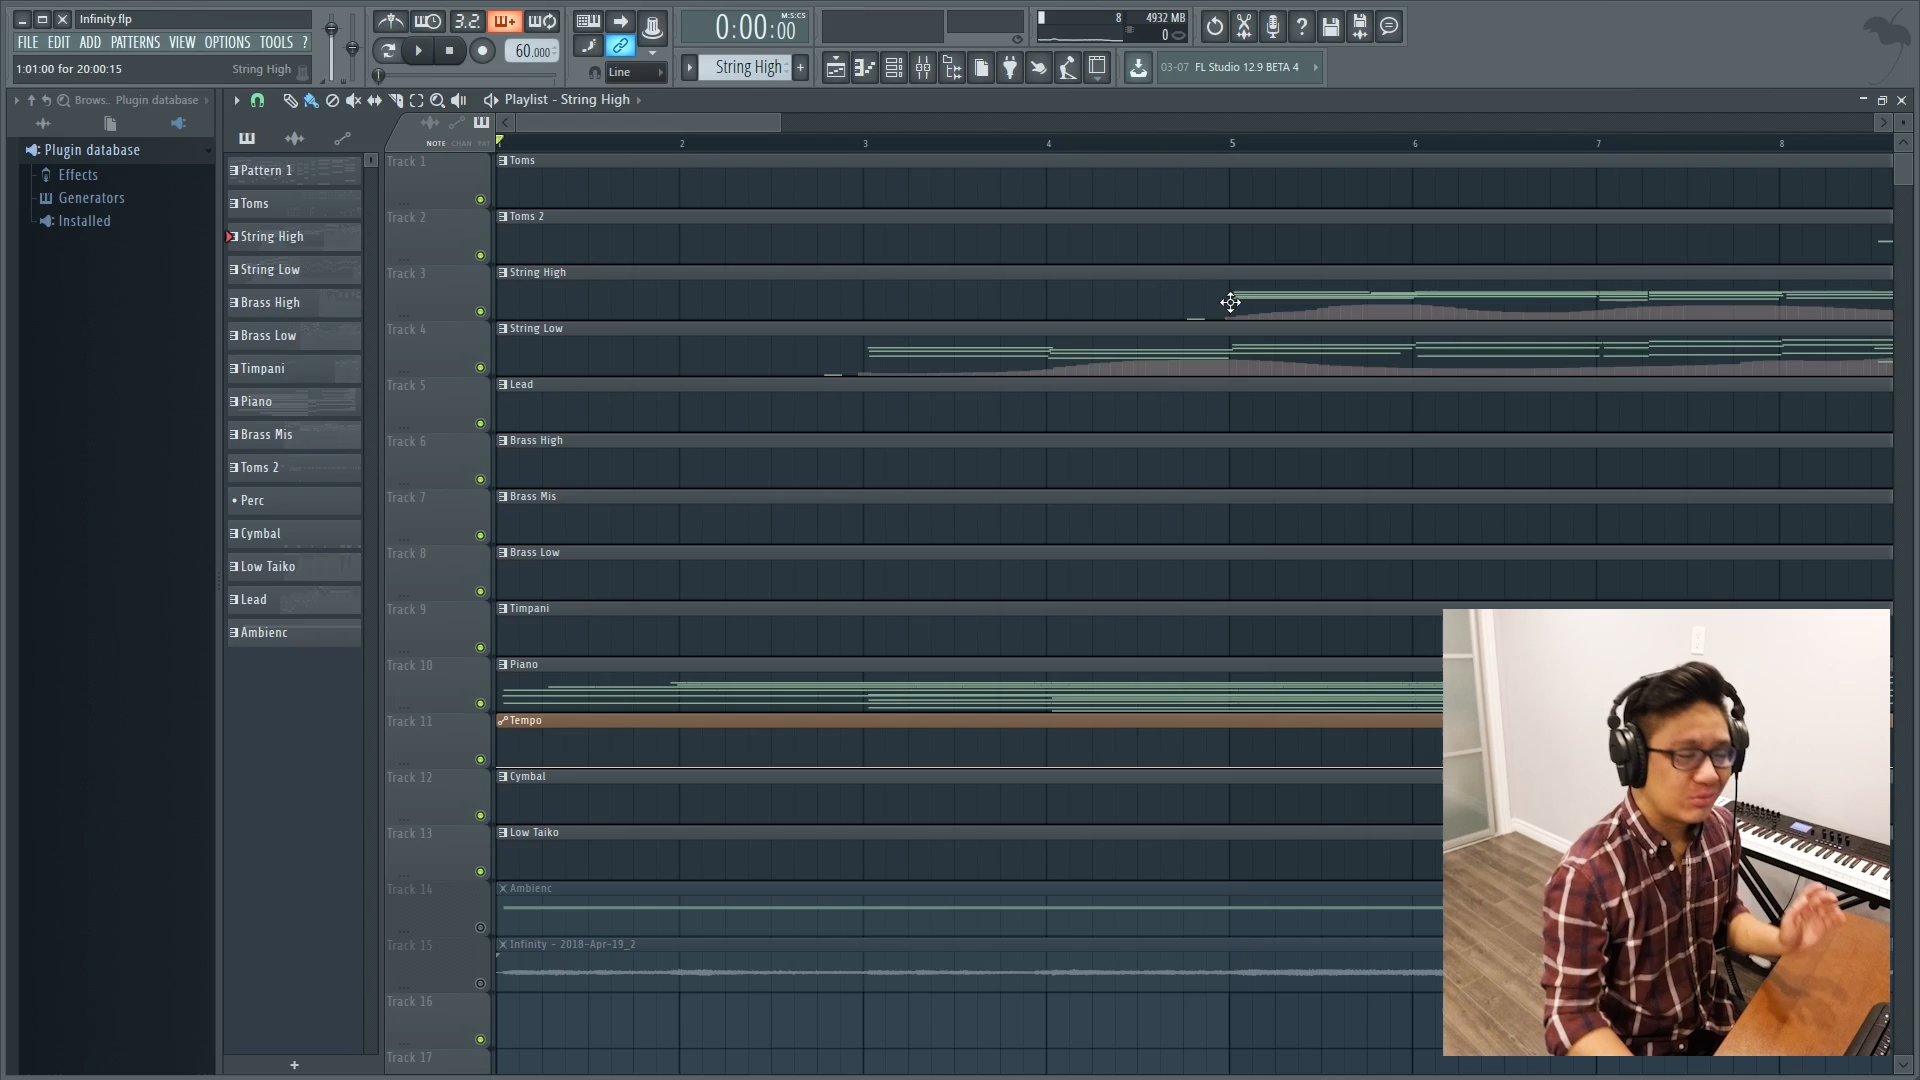 Infinity.flp
FILE EDIT ADD PATTERNS VIEW OPTIONS TOOLS ?
1:01:00 for 20:00:15 String High
3.2.
60.000
Line
0:00:00
M:S:CS
String High
8 4932 MB
0
03-07 FL Studio 12.9 BETA 4
Brows.. Plugin database
Plugin database
Effects
Generators
Installed
Playlist - String High
NOTE CHAN PAT
2 3 4 5 6 7 8
Pattern 1
Toms
String High
String Low
Brass High
Brass Low
Timpani
Piano
Brass Mis
Toms 2
Perc
Cymbal
Low Taiko
Lead
Ambienc
Track 1 Toms
Track 2 Toms 2
Track 3 String High
Track 4 String Low
Track 5 Lead
Track 6 Brass High
Track 7 Brass Mis
Track 8 Brass Low
Track 9 Timpani
Track 10 Piano
Track 11 Tempo
Track 12 Cymbal
Track 13 Low Taiko
Track 14 Ambienc
Track 15 Infinity - 2018-Apr-19_2
Track 16
Track 17